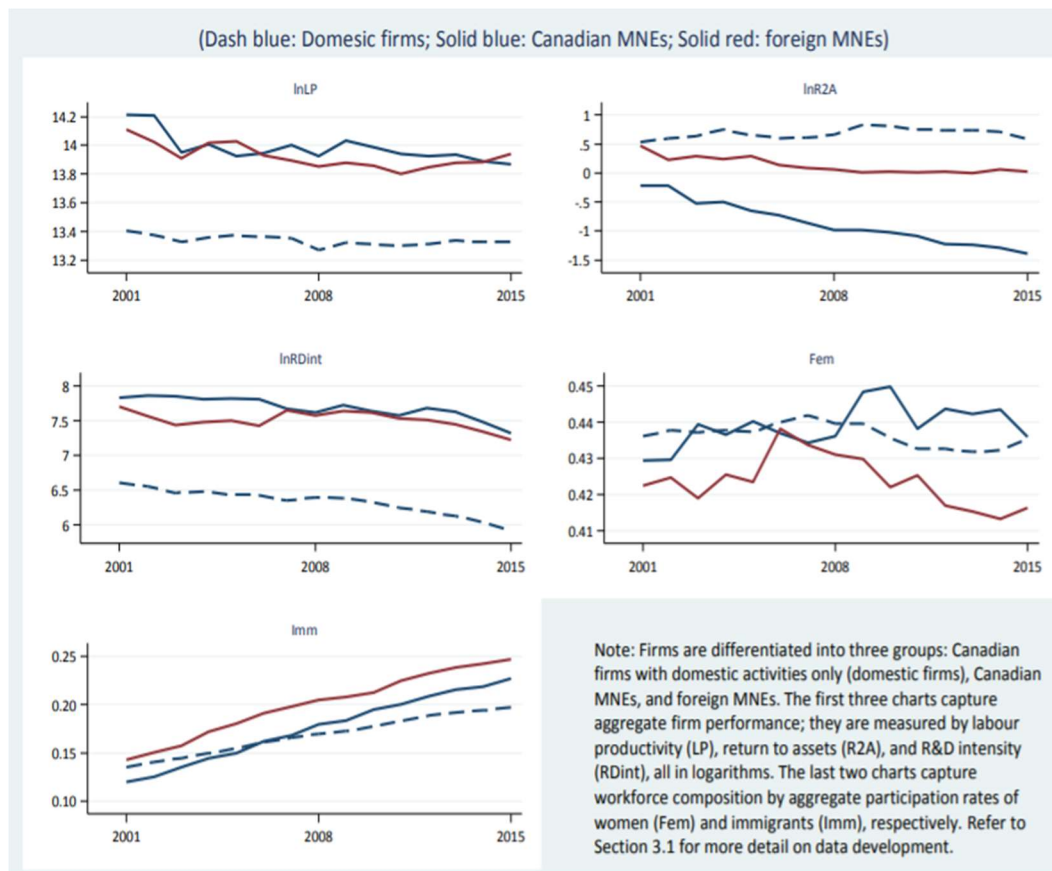 (Dash blue: Domesic firms; Solid blue: Canadian MNEs; Solid red: foreign MNEs)
lnLP
14.2
14
13.8
13.6
13.4
13.2
2001
2008
2015
lnR2A
1
.5
0
-.5
-1
-1.5
2001
2008
2015
lnRDint
8
7.5
7
6.5
6
2001
2008
2015
Fem
0.45
0.44
0.43
0.42
0.41
2001
2008
2015
Imm
0.25
0.20
0.15
0.10
2001
2008
2015
Note: Firms are differentiated into three groups: Canadian
firms with domestic activities only (domestic firms), Canadian
MNEs, and foreign MNEs. The first three charts capture
aggregate firm performance; they are measured by labour
productivity (LP), return to assets (R2A), and R&D intensity
(RDint), all in logarithms. The last two charts capture
workforce composition by aggregate participation rates of
women (Fem) and immigrants (Imm), respectively. Refer to
Section 3.1 for more detail on data development.